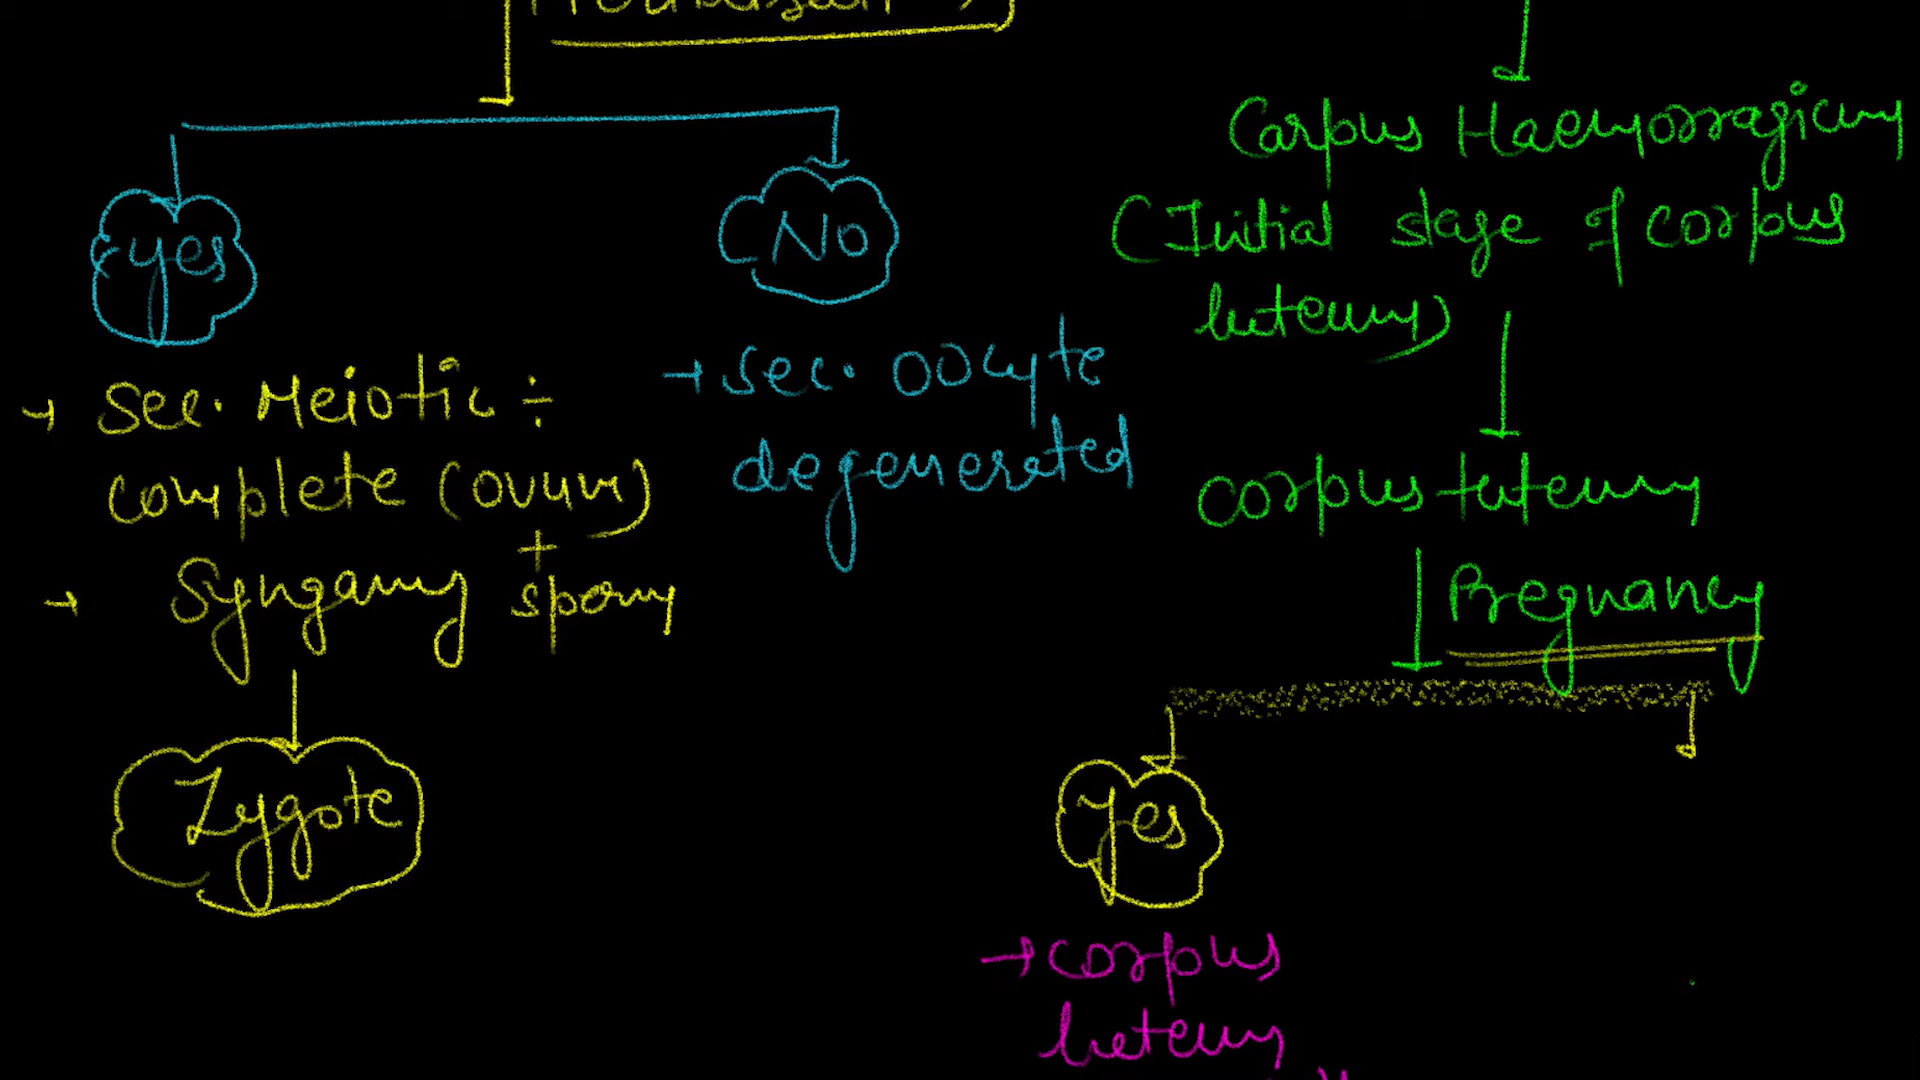 yes
No
→ Sec. Meiotic ÷
complete (ovum)
+
→ Syngamy sperm
Zygote
→ sec. oocyte
degenerated
Corpus Haemorragicum
(Initial stage of corpus
luteum)
corpus luteum
Pregnancy
Yes
→ corpus
luteum